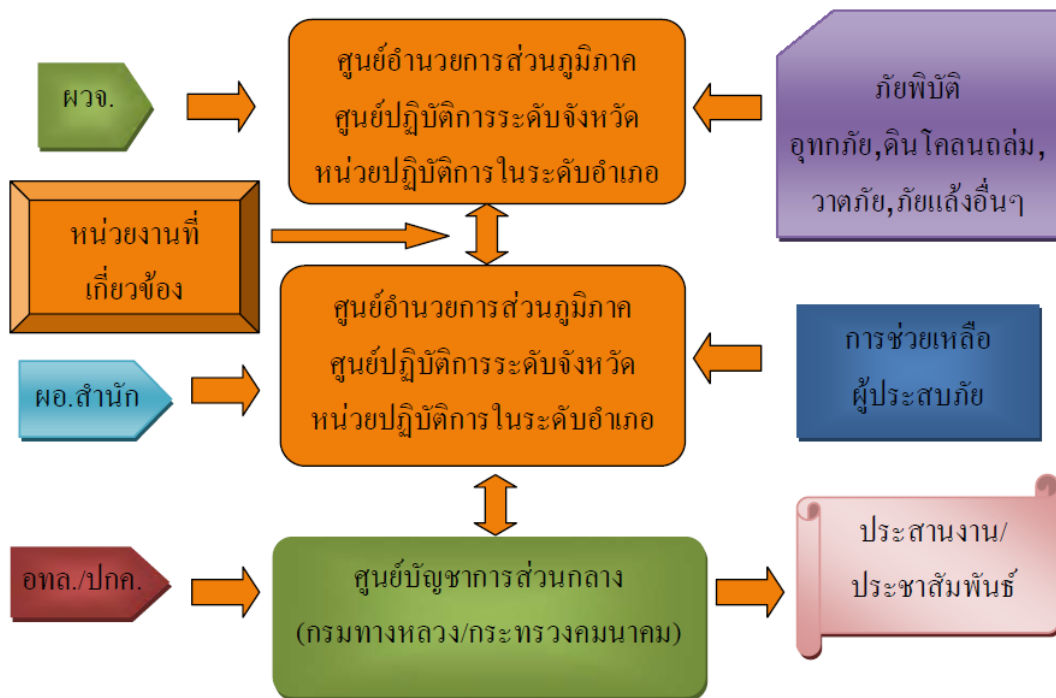 ผวจ.
ศูนย์อำนวยการส่วนภูมิภาค
ศูนย์ปฏิบัติการระดับจังหวัด
หน่วยปฏิบัติการในระดับอำเภอ
ภัยพิบัติ
อุทกภัย,ดินโคลนถล่ม,
วาตภัย,ภัยแล้งอื่นๆ
หน่วยงานที่
เกี่ยวข้อง
ผอ.สำนัก
ศูนย์อำนวยการส่วนภูมิภาค
ศูนย์ปฏิบัติการระดับจังหวัด
หน่วยปฏิบัติการในระดับอำเภอ
การช่วยเหลือ
ผู้ประสบภัย
อทล./ปกค.
ศูนย์บัญชาการส่วนกลาง
(กรมทางหลวง/กระทรวงคมนาคม)
ประสานงาน/
ประชาสัมพันธ์